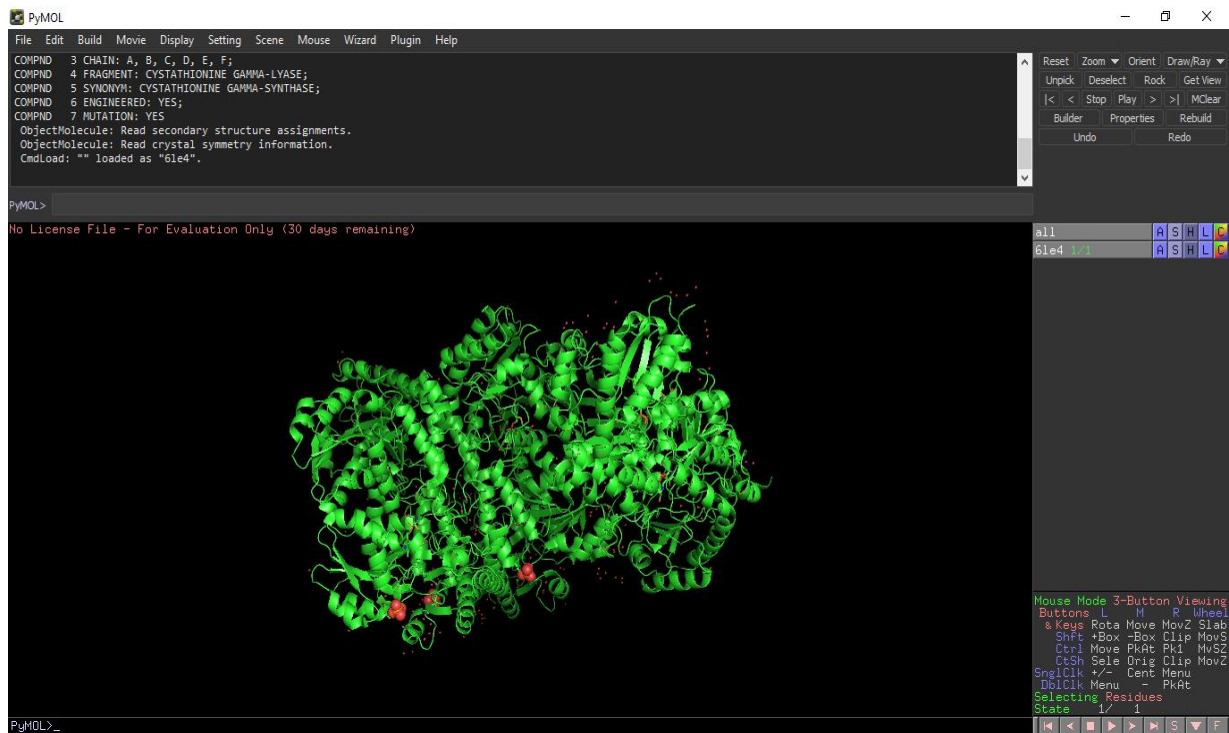 PyMOL
File Edit Build Movie Display Setting Scene Mouse Wizard Plugin Help
COMPND 3 CHAIN: A, B, C, D, E, F;
COMPND 4 FRAGMENT: CYSTATHIONINE GAMMA-LYASE;
COMPND 5 SYNONYM: CYSTATHIONINE GAMMA-SYNTHASE;
COMPND 6 ENGINEERED: YES;
COMPND 7 MUTATION: YES
ObjectMolecule: Read secondary structure assignments.
ObjectMolecule: Read crystal symmetry information.
CmdLoad: "" loaded as "6le4".
Reset Zoom Orient Draw/Ray
Unpick Deselect Rock Get View
|< < Stop Play > >| MClear
Builder Properties Rebuild
Undo Redo
PyMOL>
No License File - For Evaluation Only (30 days remaining)
all A S H L C
6le4 1/1 A S H L C
Mouse Mode 3-Button Viewing
Buttons L M R Wheel
& Keys Rota Move MovZ Slab
Shft +Box -Box Clip MovS
Ctrl Move PkAt Pk1 MvSZ
CtSh Sele Orig Clip MovZ
SnglClk +/- Cent Menu
DblClk Menu - PkAt
Selecting Residues
State 1/ 1
PyMOL>_
S F